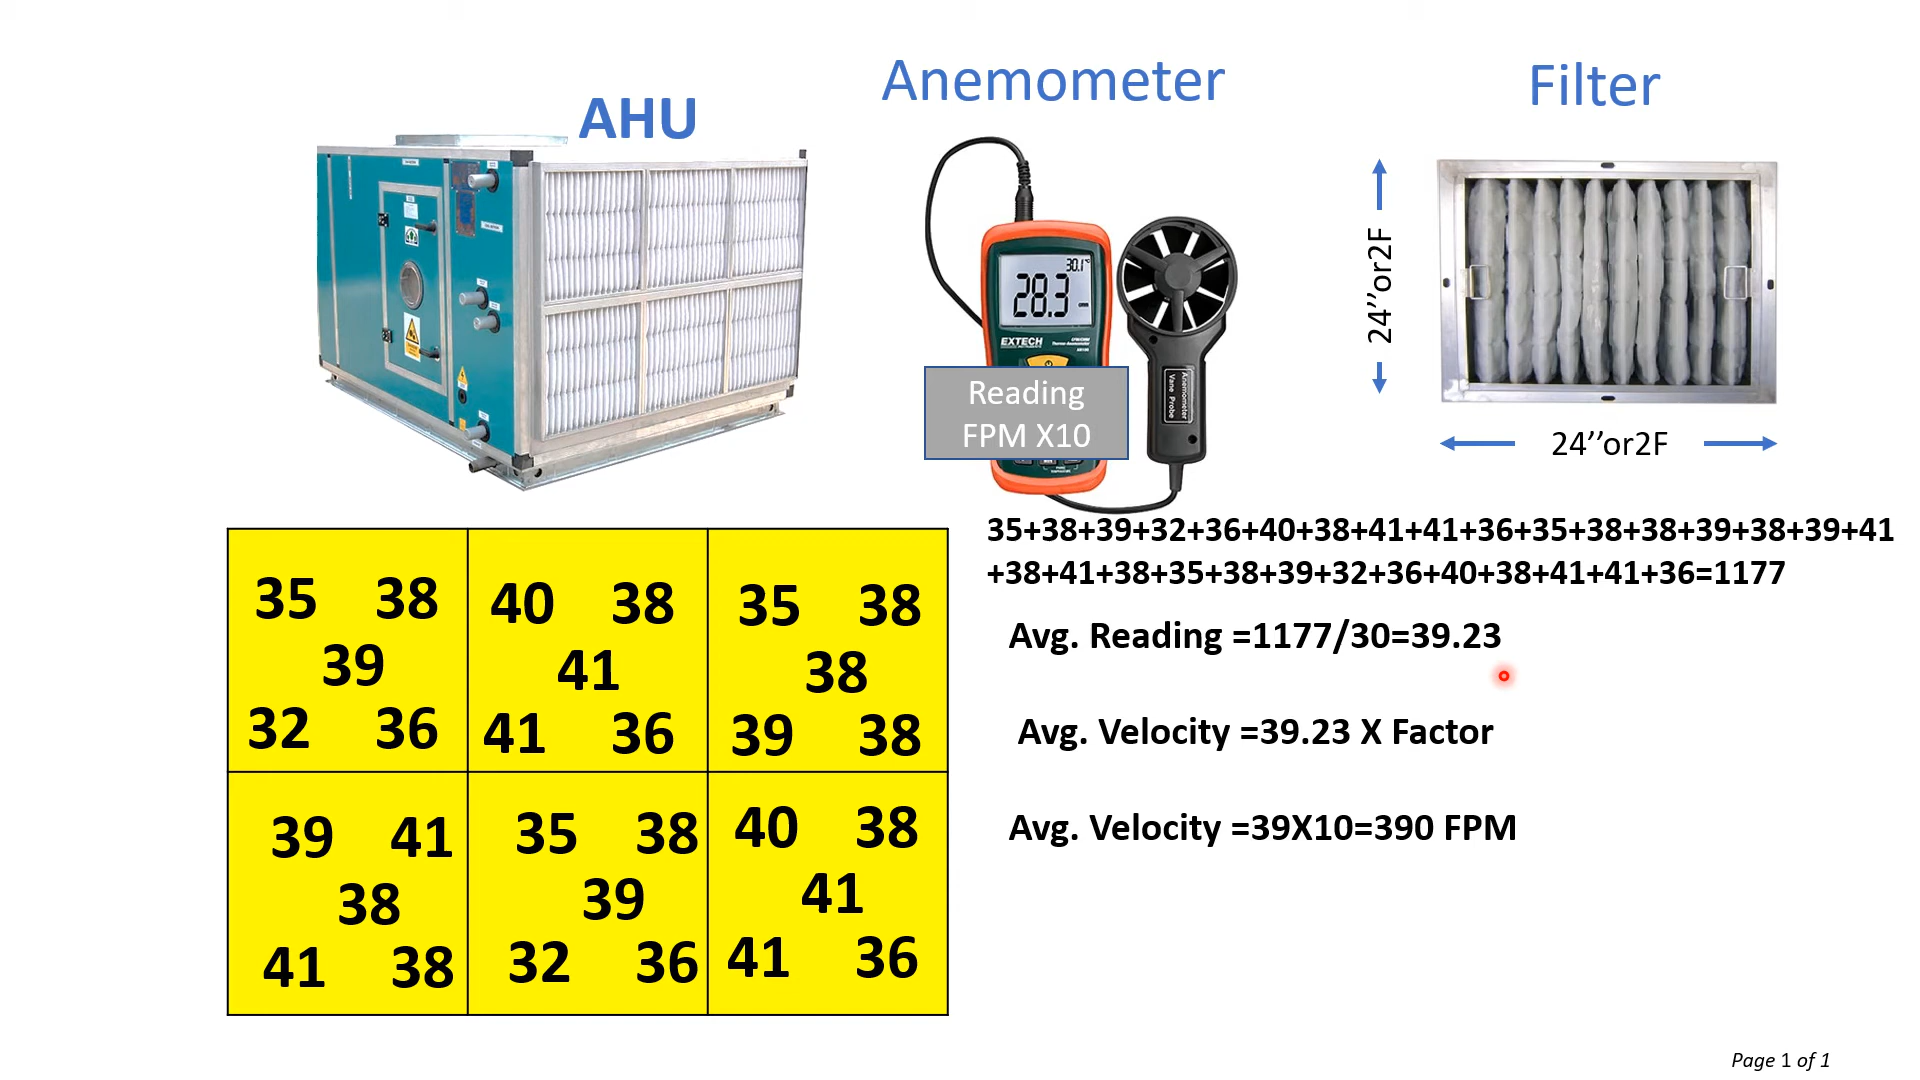 Anemometer
Filter
AHU
30.1°C
28.3
EXTECH
24’’or2F
Reading
FPM X10
Anemometer
Vane Probe
24’’or2F
35+38+39+32+36+40+38+41+41+36+35+38+38+39+38+39+41
+38+41+38+35+38+39+32+36+40+38+41+41+36=1177
Avg. Reading =1177/30=39.23
Avg. Velocity =39.23 X Factor
Avg. Velocity =39X10=390 FPM
35 38 40 38 35 38
39 41 38
32 36 41 36 39 38
39 41 35 38 40 38
38 39 41
41 38 32 36 41 36
Page 1 of 1